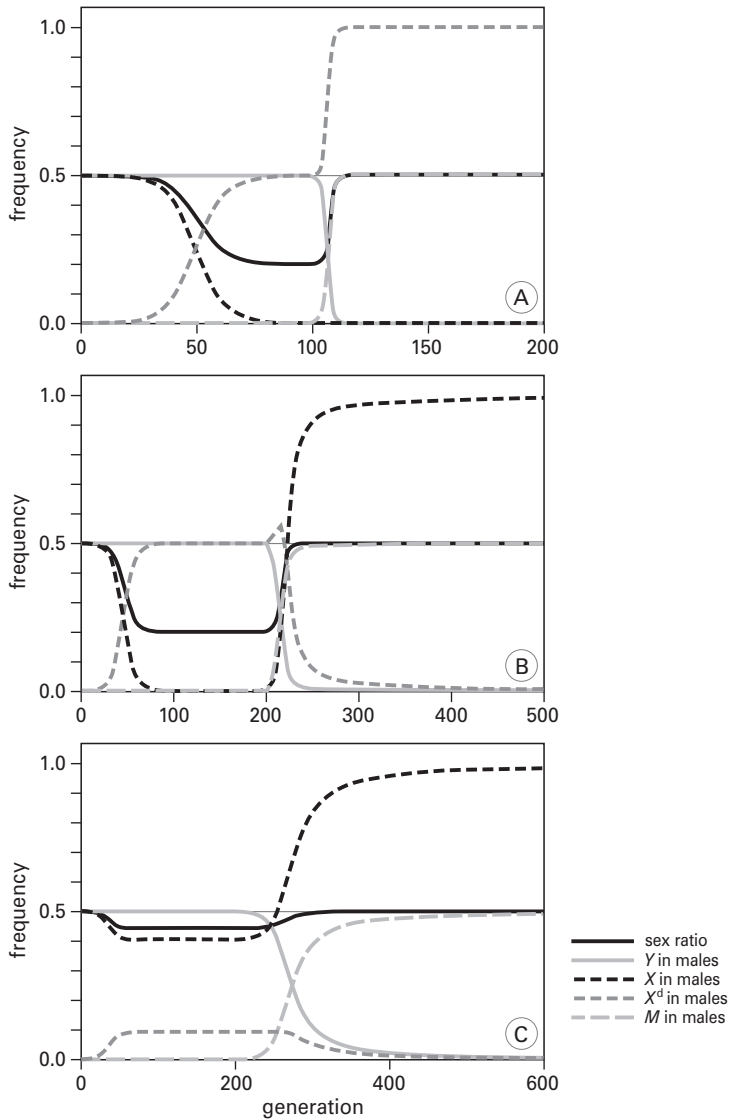 1.0
0.5
0.0
frequency
0
50
100
150
200
A
1.0
0.5
0.0
frequency
0
100
200
300
400
500
B
1.0
0.5
0.0
frequency
0
200
400
600
generation
C
sex ratio
Y in males
X in males
Xᵈ in males
M in males